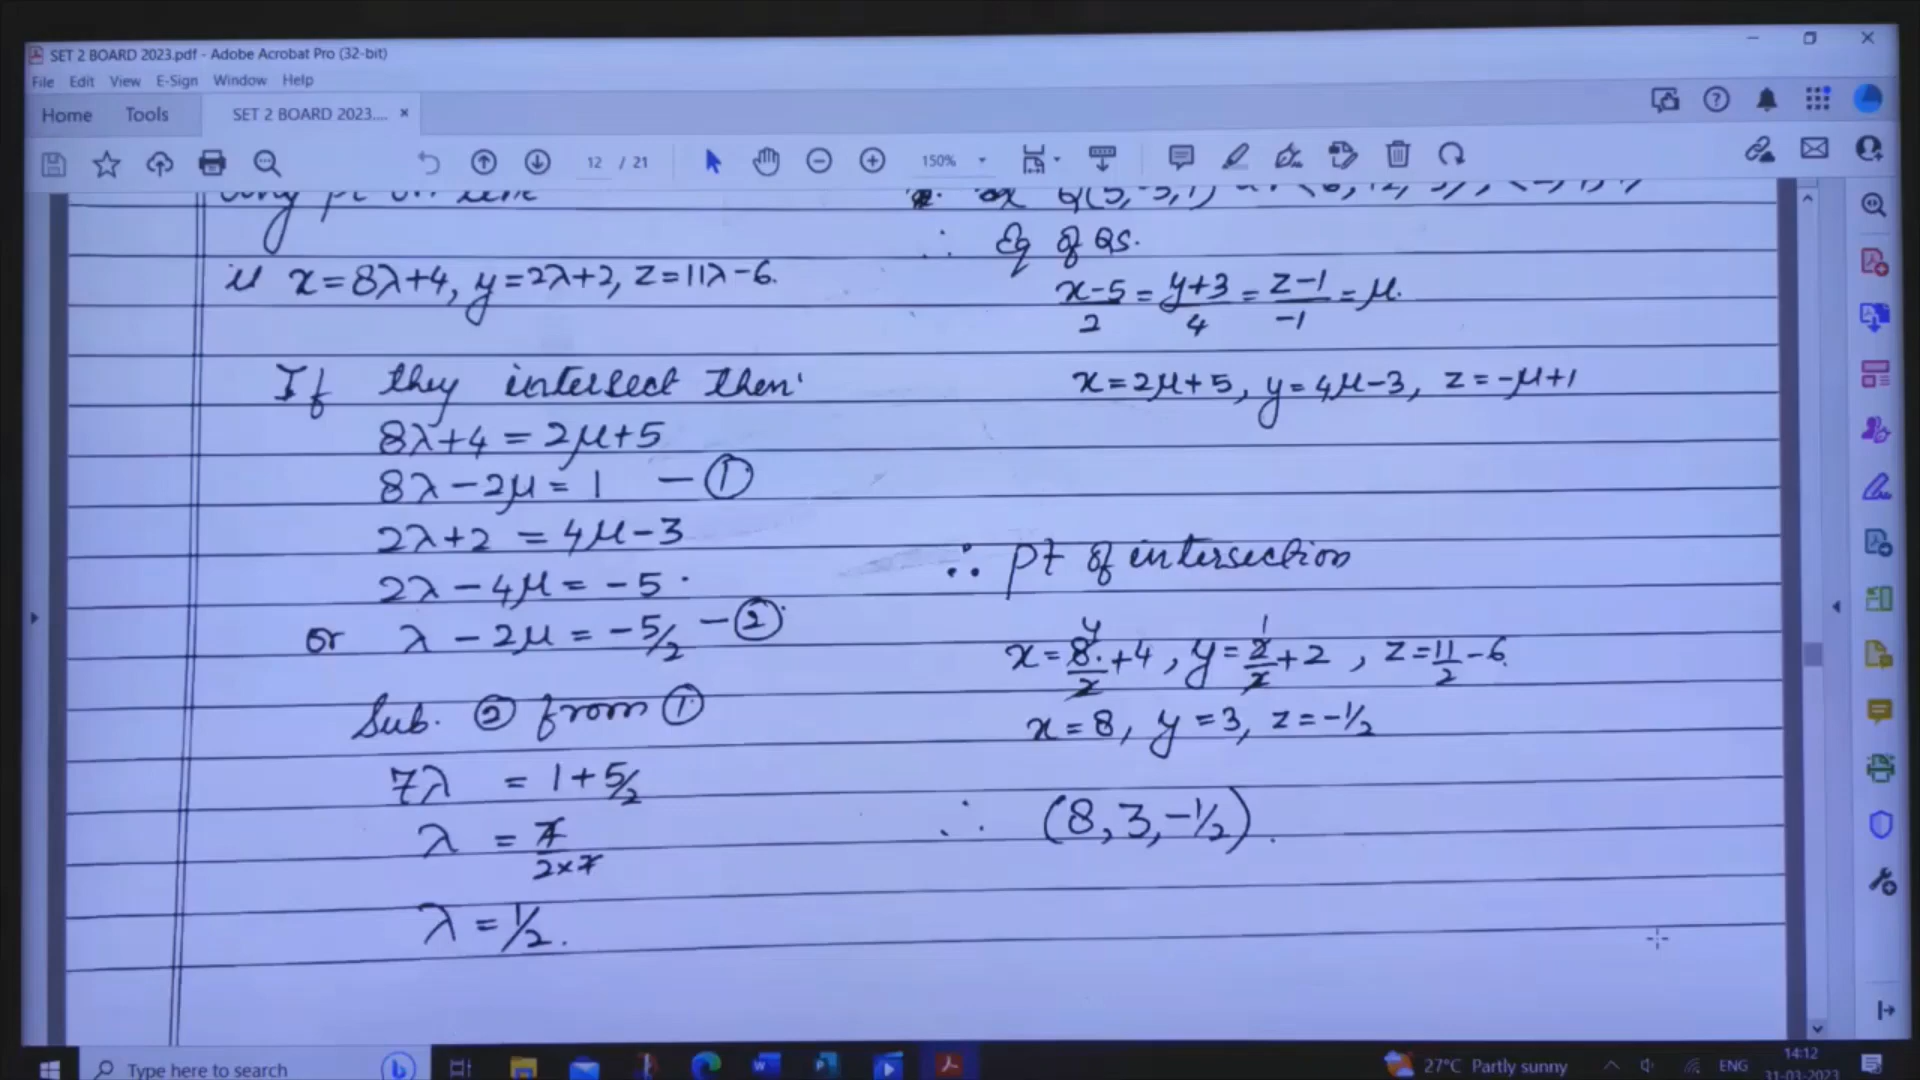 SET 2 BOARD 2023.pdf - Adobe Acrobat Pro (32-bit)
File Edit View E-Sign Window Help
Home Tools SET 2 BOARD 2023.... ×
12 / 21 150%
∴ Eq of QS.
x = 8λ+4, y = 2λ+2, z = 11λ-6.
x-5/2 = y+3/4 = z-1/-1 = μ.
x = 2μ+5, y = 4μ-3, z = -μ+1
If they intersect then
8λ+4 = 2μ+5
8λ - 2μ = 1 — ①
2λ+2 = 4μ-3
2λ - 4μ = -5.
or λ - 2μ = -5/2 — ②
Sub. ② from ①
7λ = 1+5/2
λ = 7/2×7
λ = 1/2.
∴ pt of intersection
x = 8/2 + 4, y = 2/2 + 2, z = 11/2 - 6
x = 8, y = 3, z = -1/2
∴ (8, 3, -1/2).
Type here to search
27°C Partly sunny ENG 14:12
31-03-2023